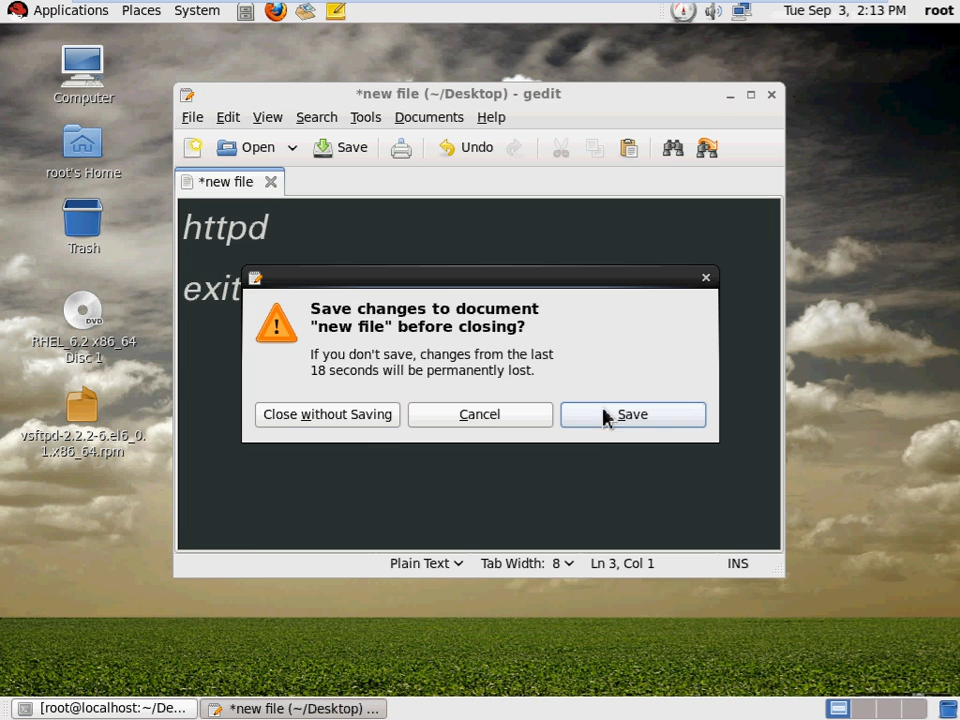 Applications Places System Tue Sep 3, 2:13 PM root
Computer
root's Home
Trash
DVD
RHEL_6.2 x86_64
Disc 1
vsftpd-2.2.2-6.el6_0.
1.x86_64.rpm
*new file (~/Desktop) - gedit
File Edit View Search Tools Documents Help
Open Save Undo
*new file
httpd
exit
Save changes to document
"new file" before closing?
If you don't save, changes from the last
18 seconds will be permanently lost.
Close without Saving Cancel Save
Plain Text Tab Width: 8 Ln 3, Col 1 INS
[root@localhost:~/De... *new file (~/Desktop) ...